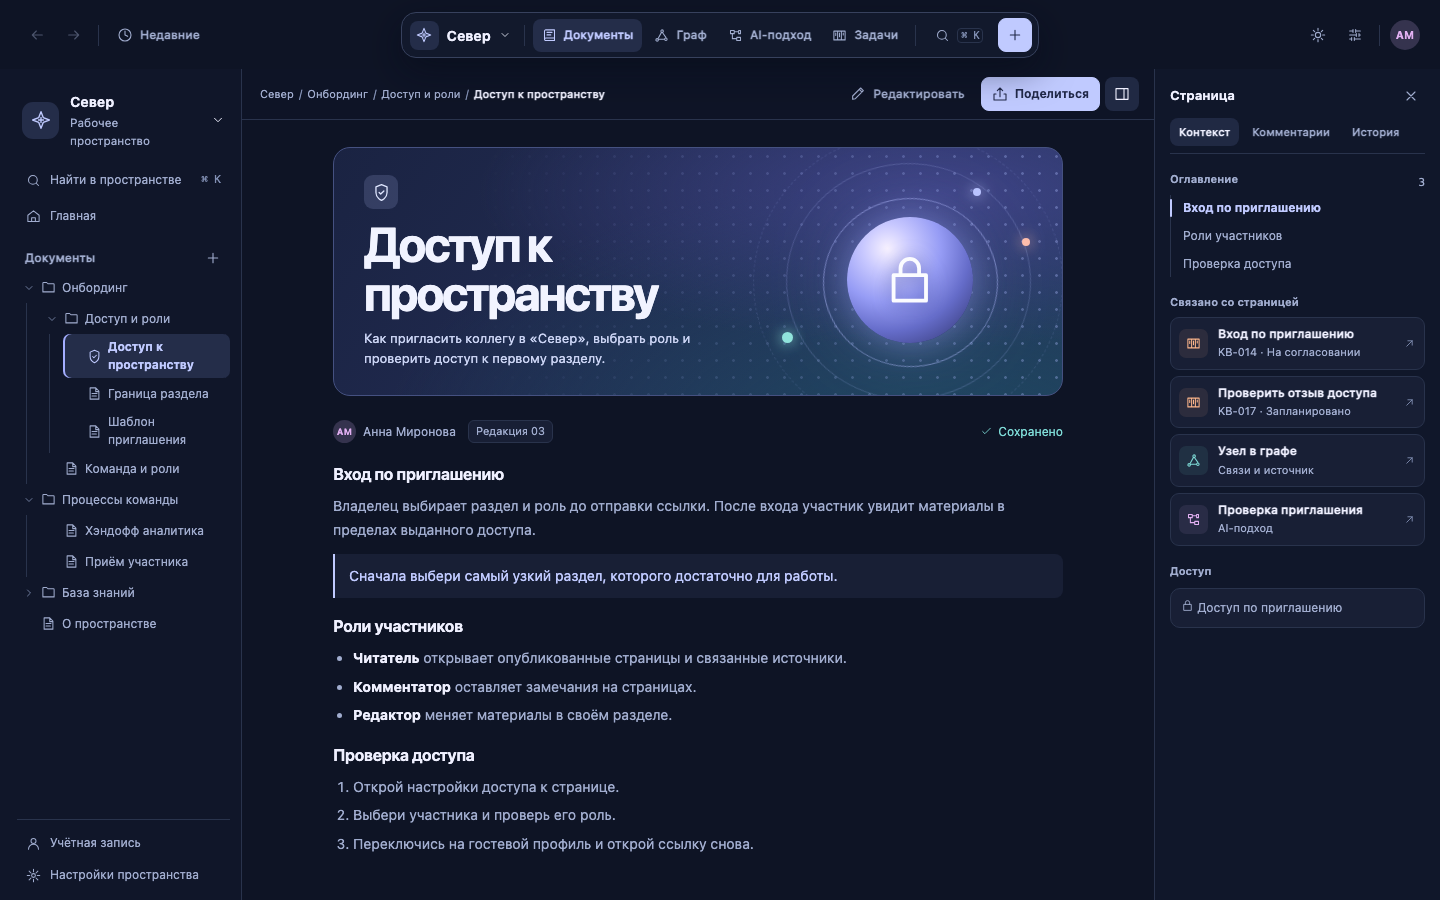 Недавние
Север
Документы
Граф
AI-подход
Задачи
⌘ K
AM
Север
Рабочее
пространство
Найти в пространстве ⌘ K
Главная
Документы
Онбординг
Доступ и роли
Доступ к
пространству
Граница раздела
Шаблон
приглашения
Команда и роли
Процессы команды
Хэндофф аналитика
Приём участника
База знаний
О пространстве
Учётная запись
Настройки пространства
Север / Онбординг / Доступ и роли / Доступ к пространству
Редактировать
Поделиться
Доступ к
пространству
Как пригласить коллегу в «Север», выбрать роль и
проверить доступ к первому разделу.
AM Анна Миронова Редакция 03
Сохранено
Вход по приглашению
Владелец выбирает раздел и роль до отправки ссылки. После входа участник увидит материалы в
пределах выданного доступа.
Сначала выбери самый узкий раздел, которого достаточно для работы.
Роли участников
• Читатель открывает опубликованные страницы и связанные источники.
• Комментатор оставляет замечания на страницах.
• Редактор меняет материалы в своём разделе.
Проверка доступа
1. Открой настройки доступа к странице.
2. Выбери участника и проверь его роль.
3. Переключись на гостевой профиль и открой ссылку снова.
Страница
Контекст Комментарии История
Оглавление 3
Вход по приглашению
Роли участников
Проверка доступа
Связано со страницей
Вход по приглашению
KB-014 · На согласовании
Проверить отзыв доступа
KB-017 · Запланировано
Узел в графе
Связи и источник
Проверка приглашения
AI-подход
Доступ
Доступ по приглашению